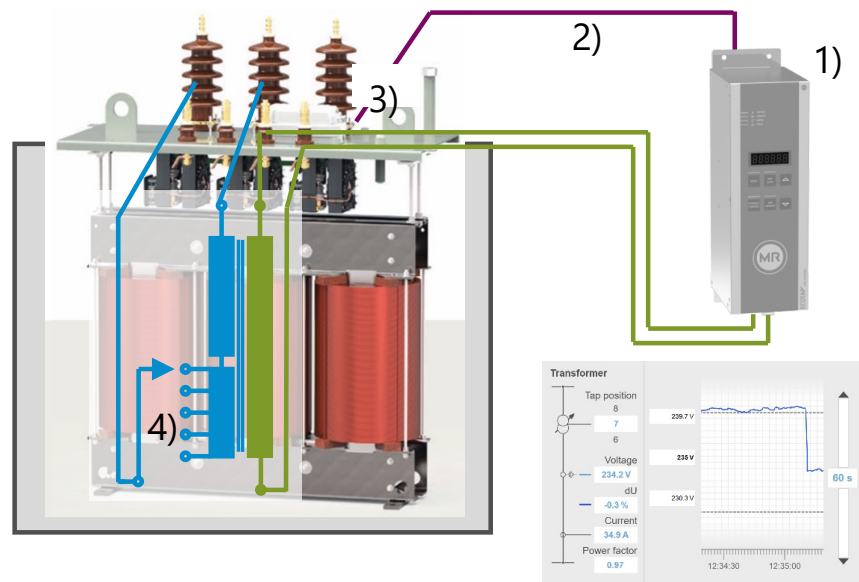 2)
1)
3)
4)
MR
Transformer
Tap position
8
7
6
Voltage
234.2 V
dU
-0.3 %
Current
34.9 A
Power factor
0.97
239.7 V
235 V
230.3 V
60 s
12:34:30
12:35:00